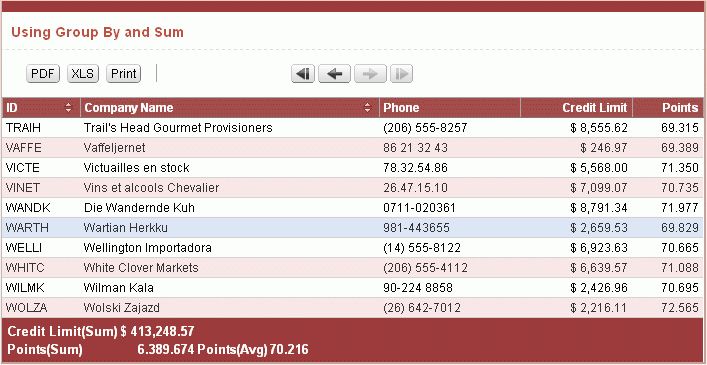 Using Group By and Sum
PDF XLS Print
ID Company Name Phone Credit Limit Points
TRAIH Trail's Head Gourmet Provisioners (206) 555-8257 $ 8,555.62 69.315
VAFFE Vaffeljernet 86 21 32 43 $ 246.97 69.389
VICTE Victuailles en stock 78.32.54.86 $ 5,568.00 71.350
VINET Vins et alcools Chevalier 26.47.15.10 $ 7,099.07 70.735
WANDK Die Wandernde Kuh 0711-020361 $ 8,791.34 71.977
WARTH Wartian Herkku 981-443655 $ 2,659.53 69.829
WELLI Wellington Importadora (14) 555-8122 $ 6,923.63 70.665
WHITC White Clover Markets (206) 555-4112 $ 6,639.57 71.088
WILMK Wilman Kala 90-224 8858 $ 2,426.96 70.695
WOLZA Wolski Zajazd (26) 642-7012 $ 2,216.11 72.565
Credit Limit(Sum) $ 413,248.57
Points(Sum) 6.389.674 Points(Avg) 70.216